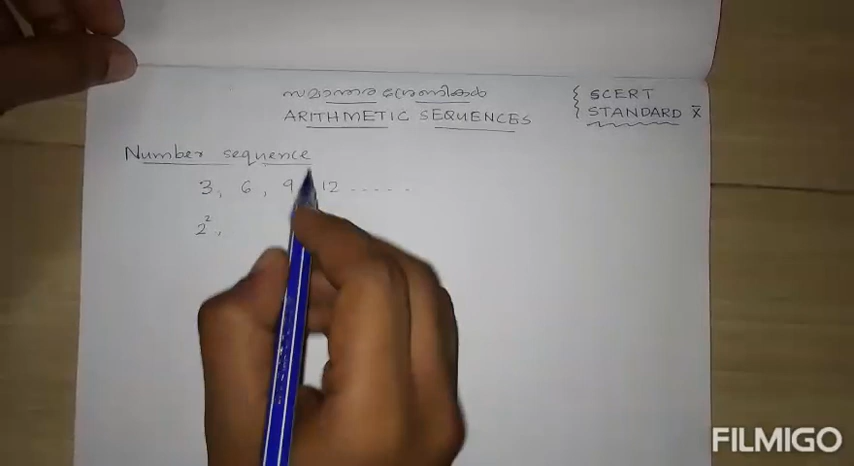 സമാന്തര ശ്രേണികൾ
ARITHMETIC SEQUENCES
SCERT
STANDARD X
Number sequence
3, 6, 9 12 .....
2²,
FILMIGO